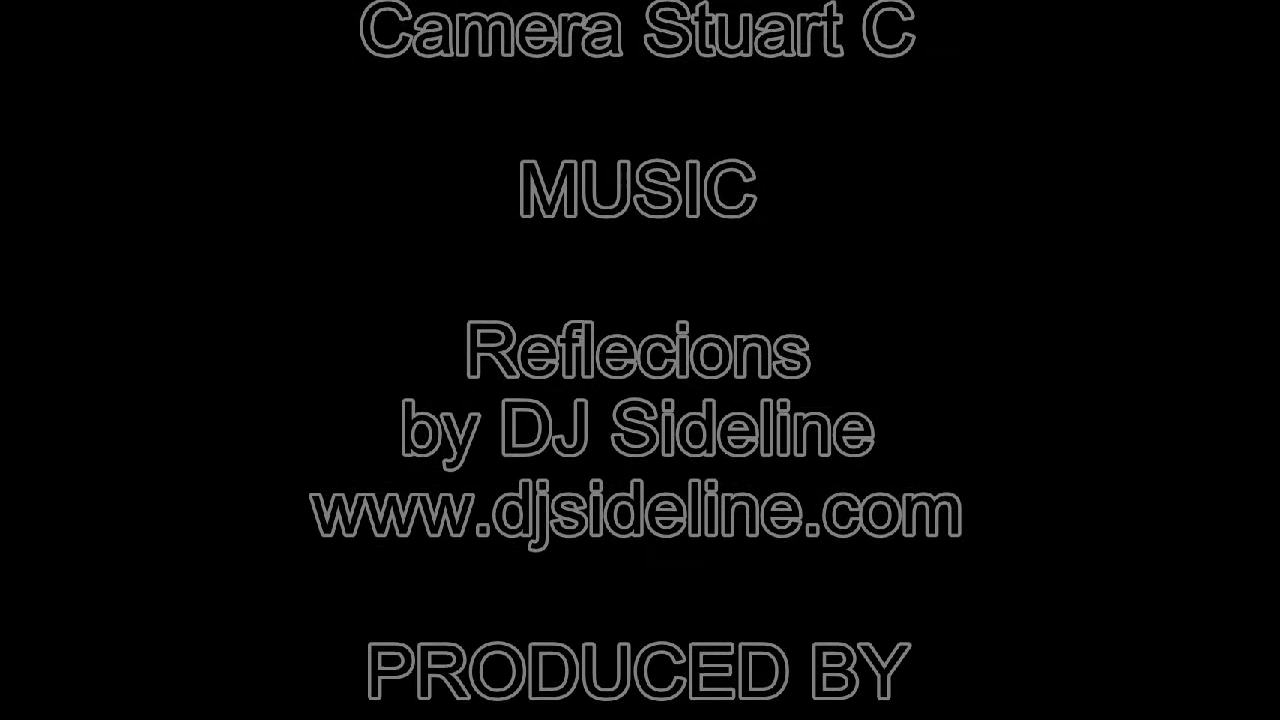 Camera Stuart C
MUSIC
Reflecions
by DJ Sideline
www.djsideline.com
PRODUCED BY